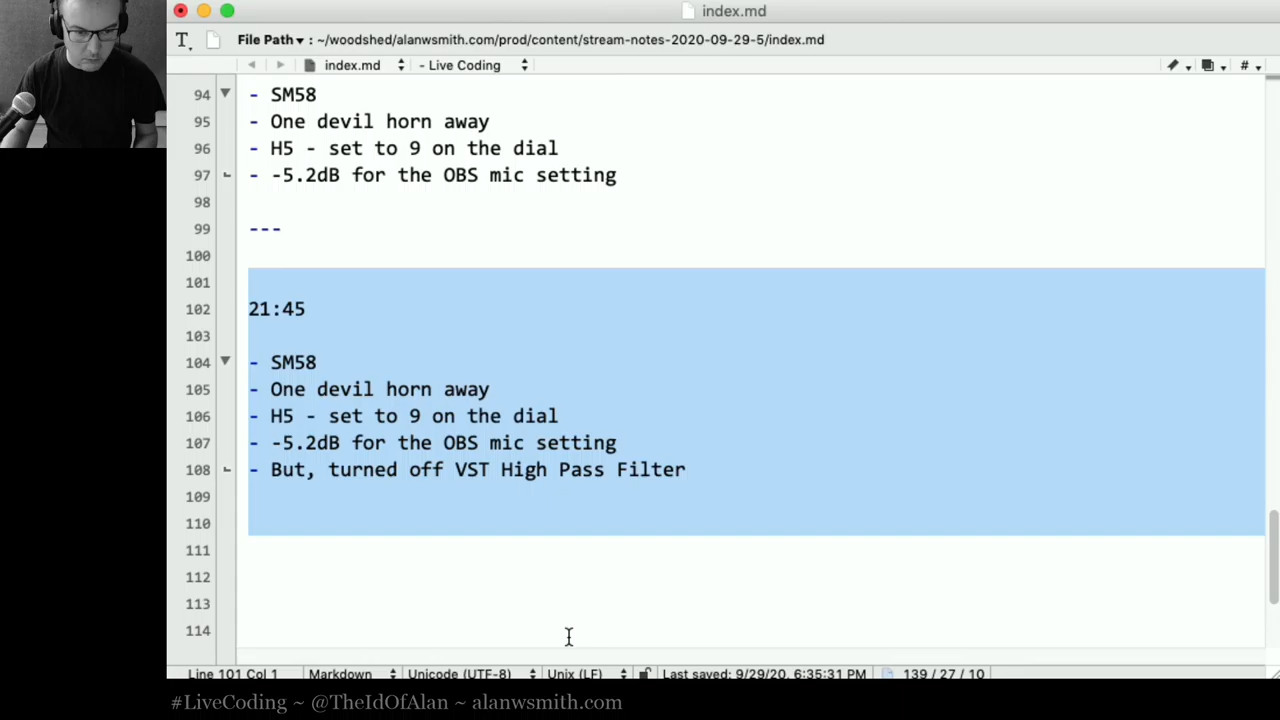 index.md
File Path : ~/woodshed/alanwsmith.com/prod/content/stream-notes-2020-09-29-5/index.md
index.md - Live Coding #
94 - SM58
95 - One devil horn away
96 - H5 - set to 9 on the dial
97 - -5.2dB for the OBS mic setting
98
99 ---
100
101
102 21:45
103
104 - SM58
105 - One devil horn away
106 - H5 - set to 9 on the dial
107 - -5.2dB for the OBS mic setting
108 - But, turned off VST High Pass Filter
109
110
111
112
113
114
Line 101 Col 1 Markdown Unicode (UTF-8) Unix (LF) Last saved: 9/29/20, 6:35:31 PM 139 / 27 / 10
#LiveCoding ~ @TheIdOfAlan ~ alanwsmith.com